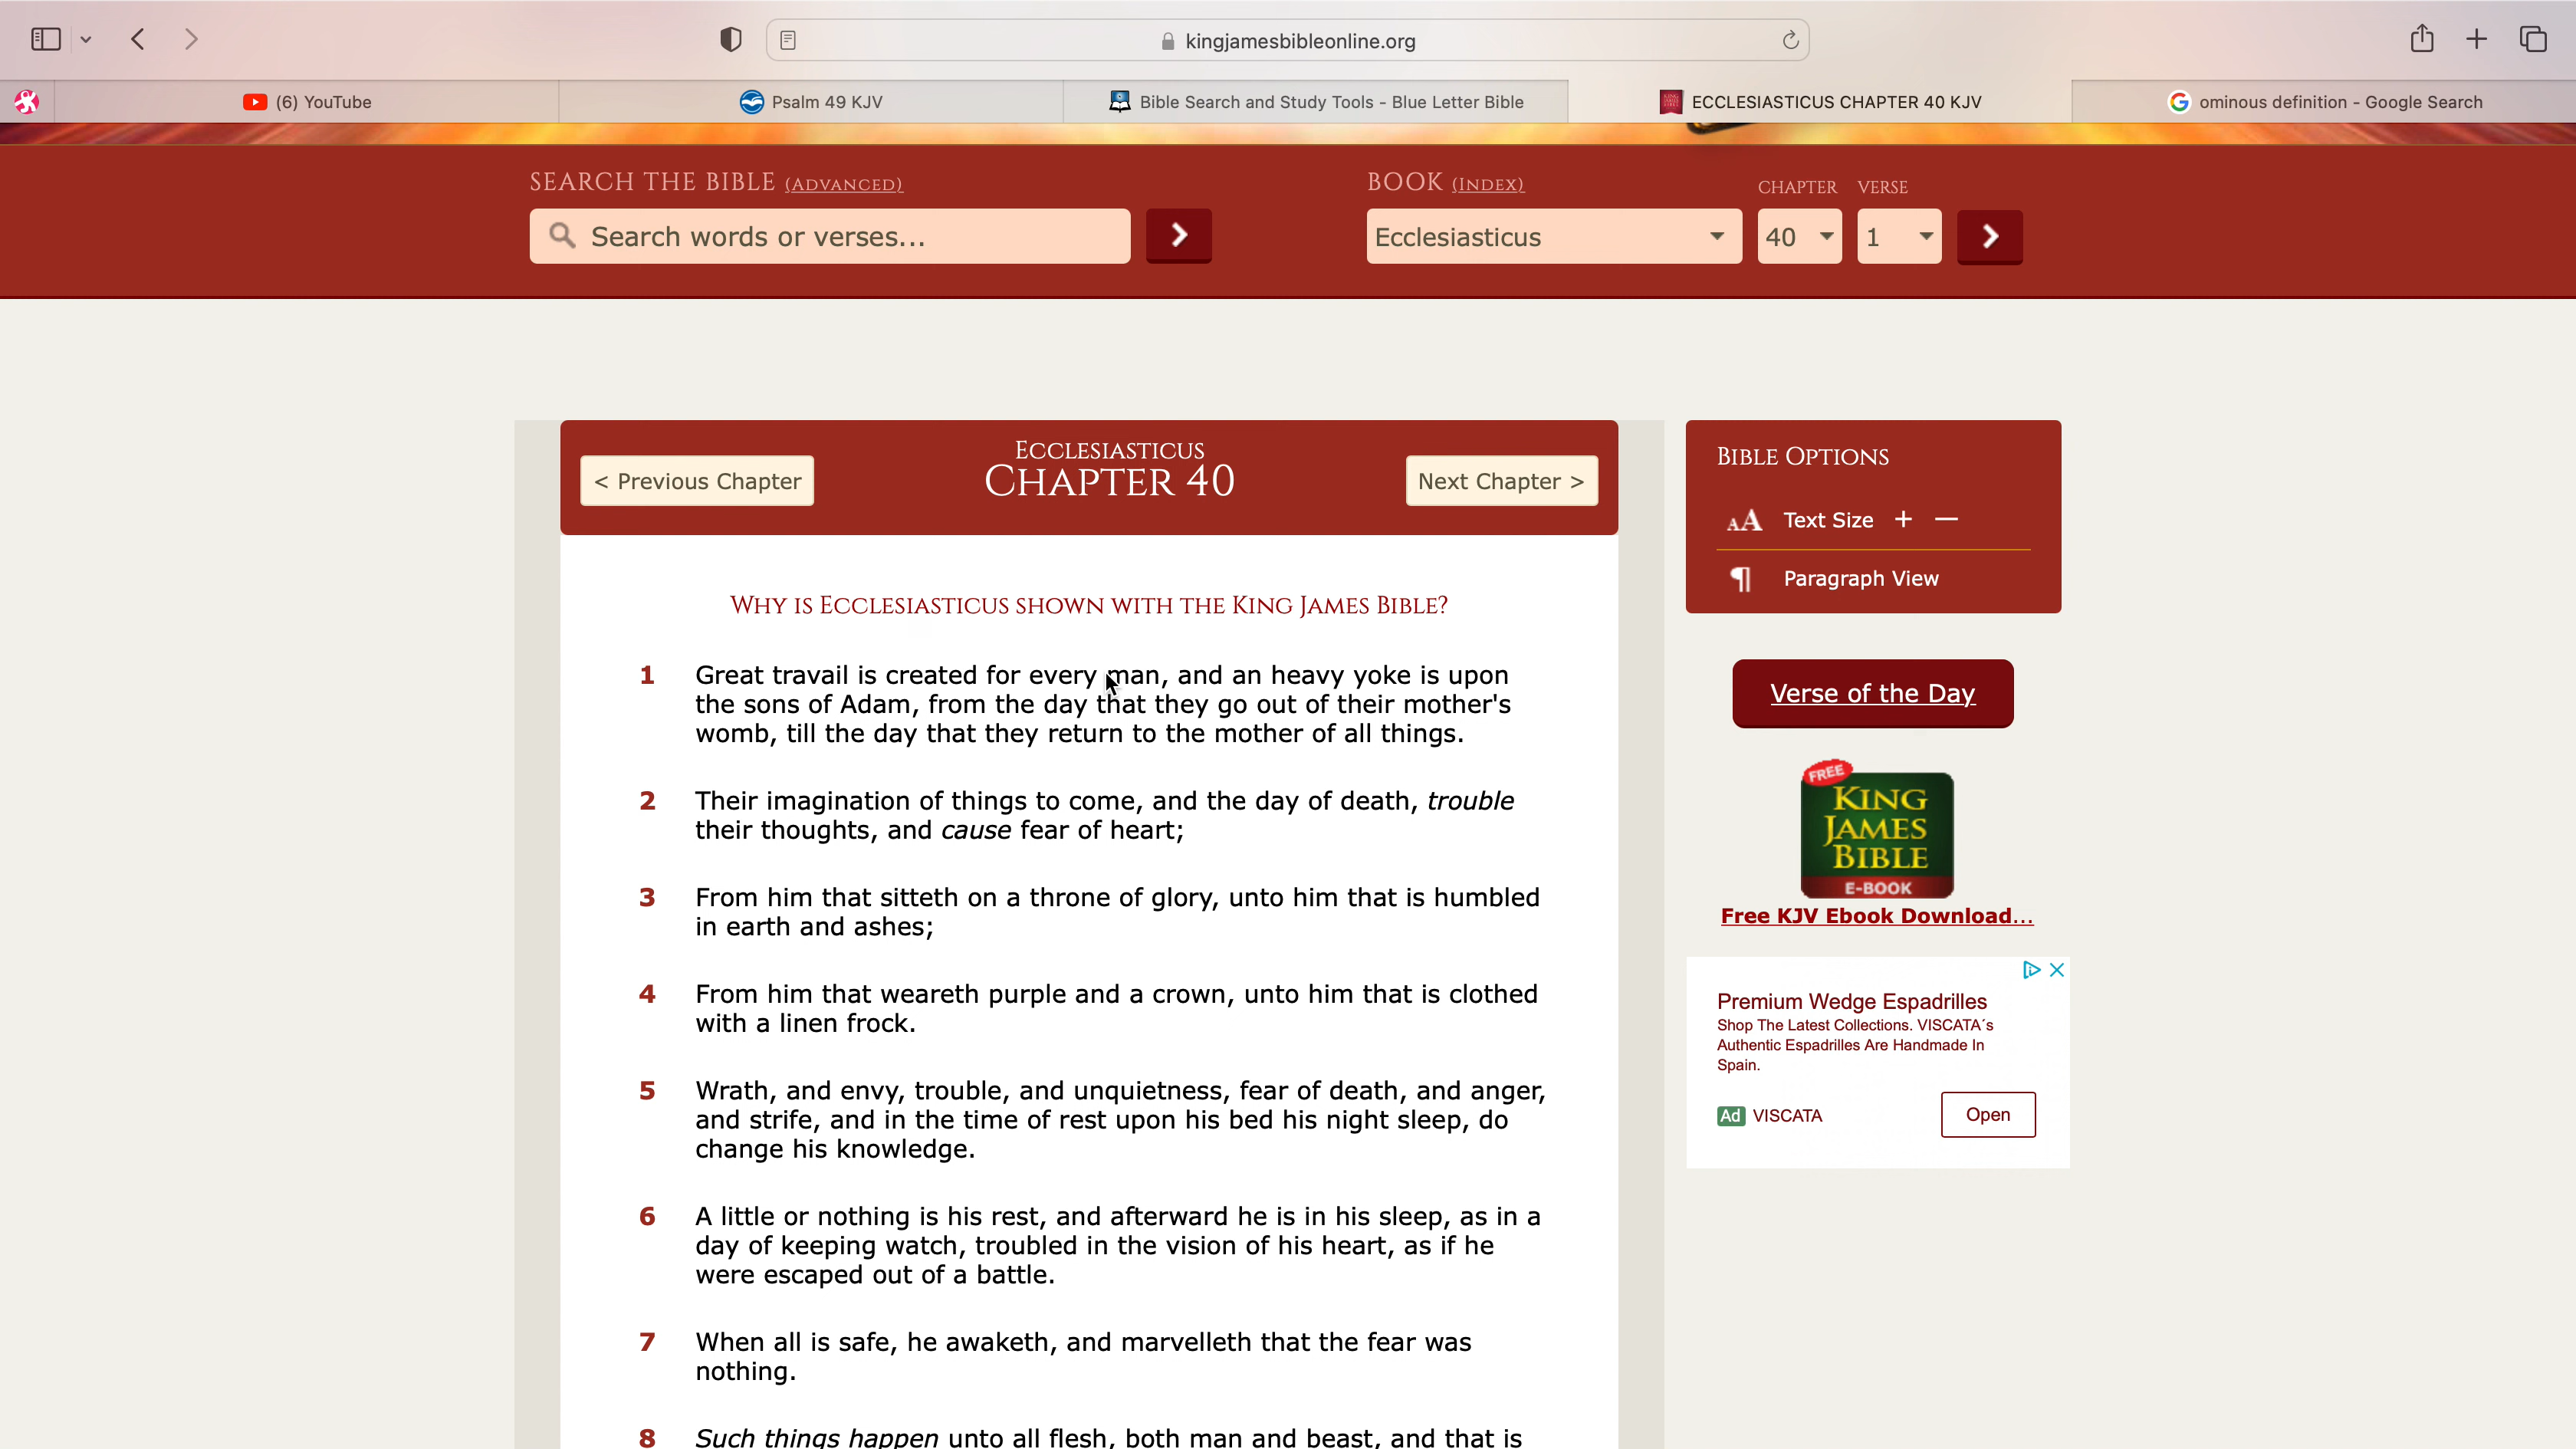 kingjamesbibleonline.org
(6) YouTube
Psalm 49 KJV
Bible Search and Study Tools - Blue Letter Bible
ECCLESIASTICUS CHAPTER 40 KJV
ominous definition - Google Search
SEARCH THE BIBLE (ADVANCED)
Search words or verses...
BOOK (INDEX)
CHAPTER VERSE
Ecclesiasticus 40 1
ECCLESIASTICUS
CHAPTER 40
< Previous Chapter
Next Chapter >
WHY IS ECCLESIASTICUS SHOWN WITH THE KING JAMES BIBLE?
1 Great travail is created for every man, and an heavy yoke is upon
the sons of Adam, from the day that they go out of their mother's
womb, till the day that they return to the mother of all things.
2 Their imagination of things to come, and the day of death, trouble
their thoughts, and cause fear of heart;
3 From him that sitteth on a throne of glory, unto him that is humbled
in earth and ashes;
4 From him that weareth purple and a crown, unto him that is clothed
with a linen frock.
5 Wrath, and envy, trouble, and unquietness, fear of death, and anger,
and strife, and in the time of rest upon his bed his night sleep, do
change his knowledge.
6 A little or nothing is his rest, and afterward he is in his sleep, as in a
day of keeping watch, troubled in the vision of his heart, as if he
were escaped out of a battle.
7 When all is safe, he awaketh, and marvelleth that the fear was
nothing.
8 Such things happen unto all flesh, both man and beast, and that is
BIBLE OPTIONS
AA Text Size + −
¶ Paragraph View
Verse of the Day
FREE
KING
JAMES
BIBLE
E-BOOK
Free KJV Ebook Download...
Premium Wedge Espadrilles
Shop The Latest Collections. VISCATA´s
Authentic Espadrilles Are Handmade In
Spain.
Ad VISCATA
Open